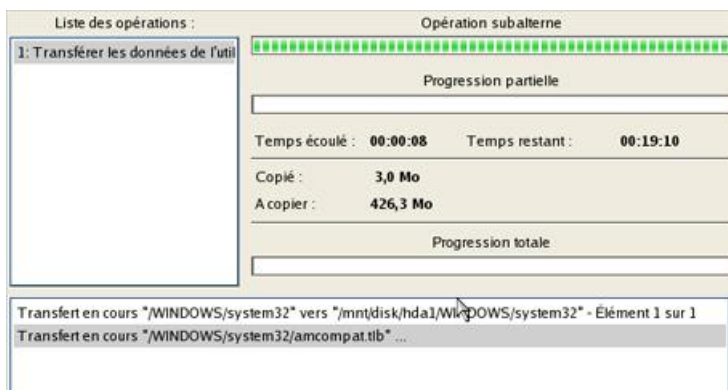 Liste des opérations :
1: Transférer les données de l'util
Opération subalterne
Progression partielle
Temps écoulé : 00:00:08 Temps restant : 00:19:10
Copié : 3,0 Mo
A copier : 426,3 Mo
Progression totale
Transfert en cours "/WINDOWS/system32" vers "/mnt/disk/hda1/WINDOWS/system32" - Élément 1 sur 1
Transfert en cours "/WINDOWS/system32/amcompat.tlb" ...